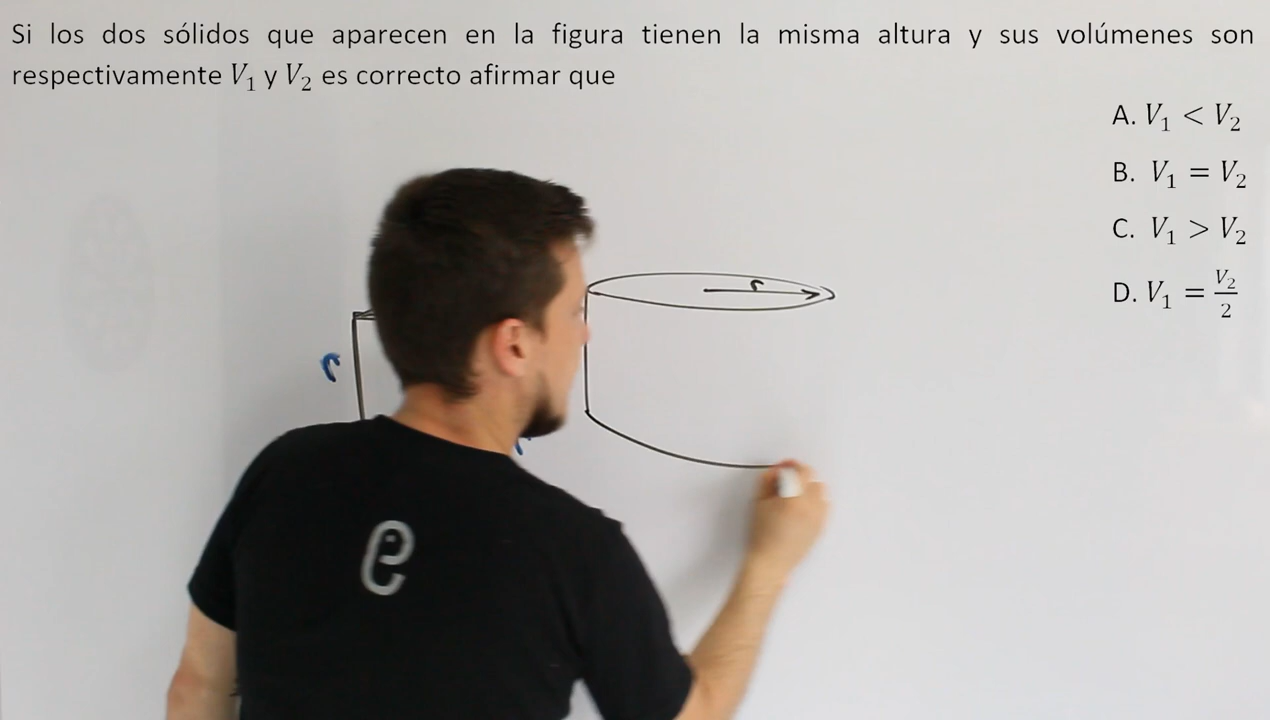 Si los dos sólidos que aparecen en la figura tienen la misma altura y sus volúmenes son
respectivamente V₁ y V₂ es correcto afirmar que
A. V₁ < V₂
B. V₁ = V₂
C. V₁ > V₂
D. V₁ = V₂/2
r
r
e